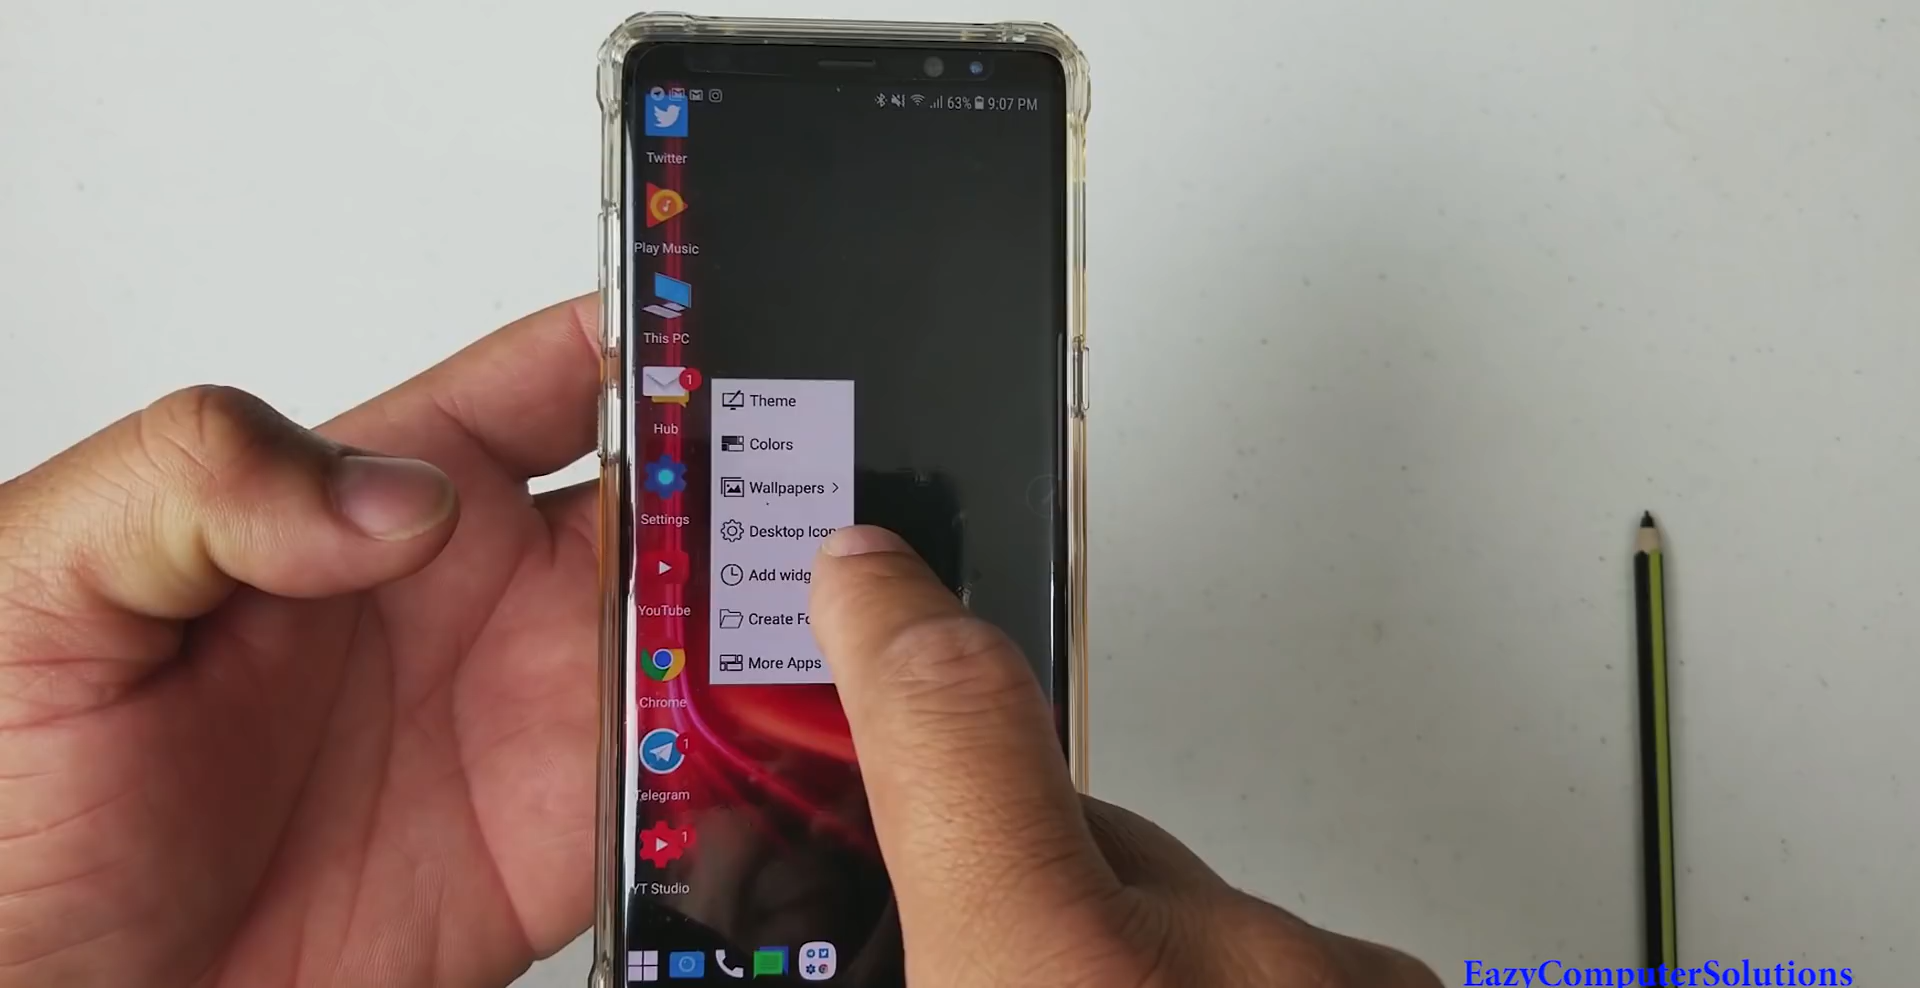 63% 9:07 PM
Twitter
Play Music
This PC
1
Hub
Settings
YouTube
Chrome
1
Telegram
1
YT Studio
Theme
Colors
Wallpapers >
Desktop Icon
Add widg
Create Fo
More Apps
EazyComputerSolutions